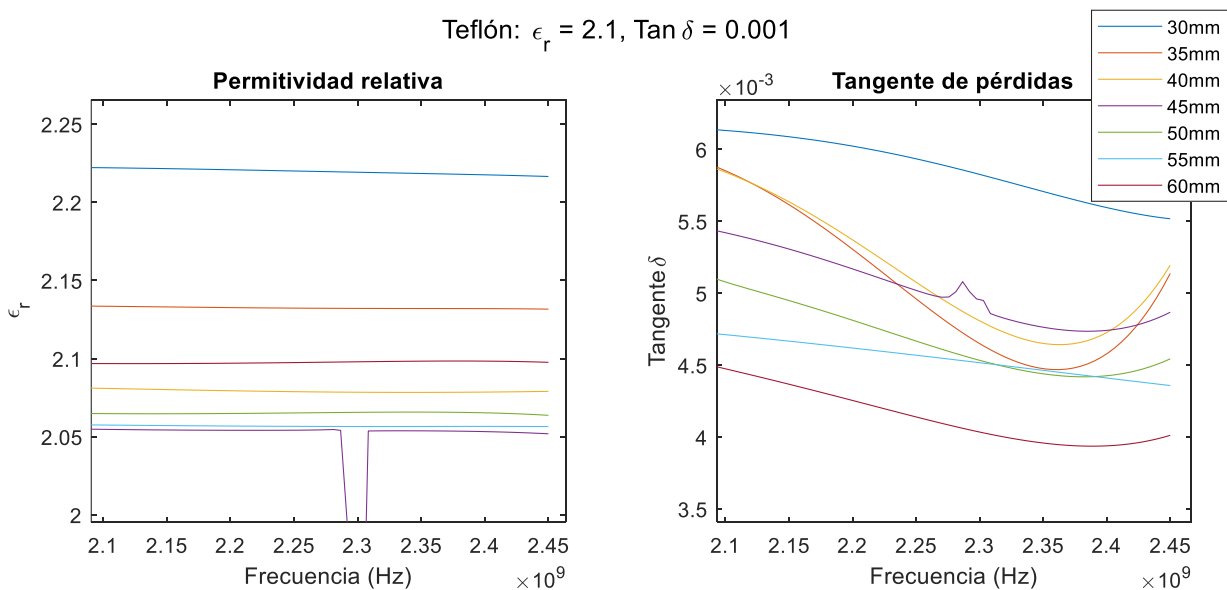 Teflón: ϵr = 2.1, Tan δ = 0.001
30mm
35mm
40mm
45mm
50mm
55mm
60mm
Permitividad relativa
2.25
2.2
2.15
2.1
2.05
2
ϵr
2.1 2.15 2.2 2.25 2.3 2.35 2.4 2.45
Frecuencia (Hz)
×10^9
Tangente de pérdidas
×10^-3
6
5.5
5
4.5
4
3.5
Tangente δ
2.1 2.15 2.2 2.25 2.3 2.35 2.4 2.45
Frecuencia (Hz)
×10^9